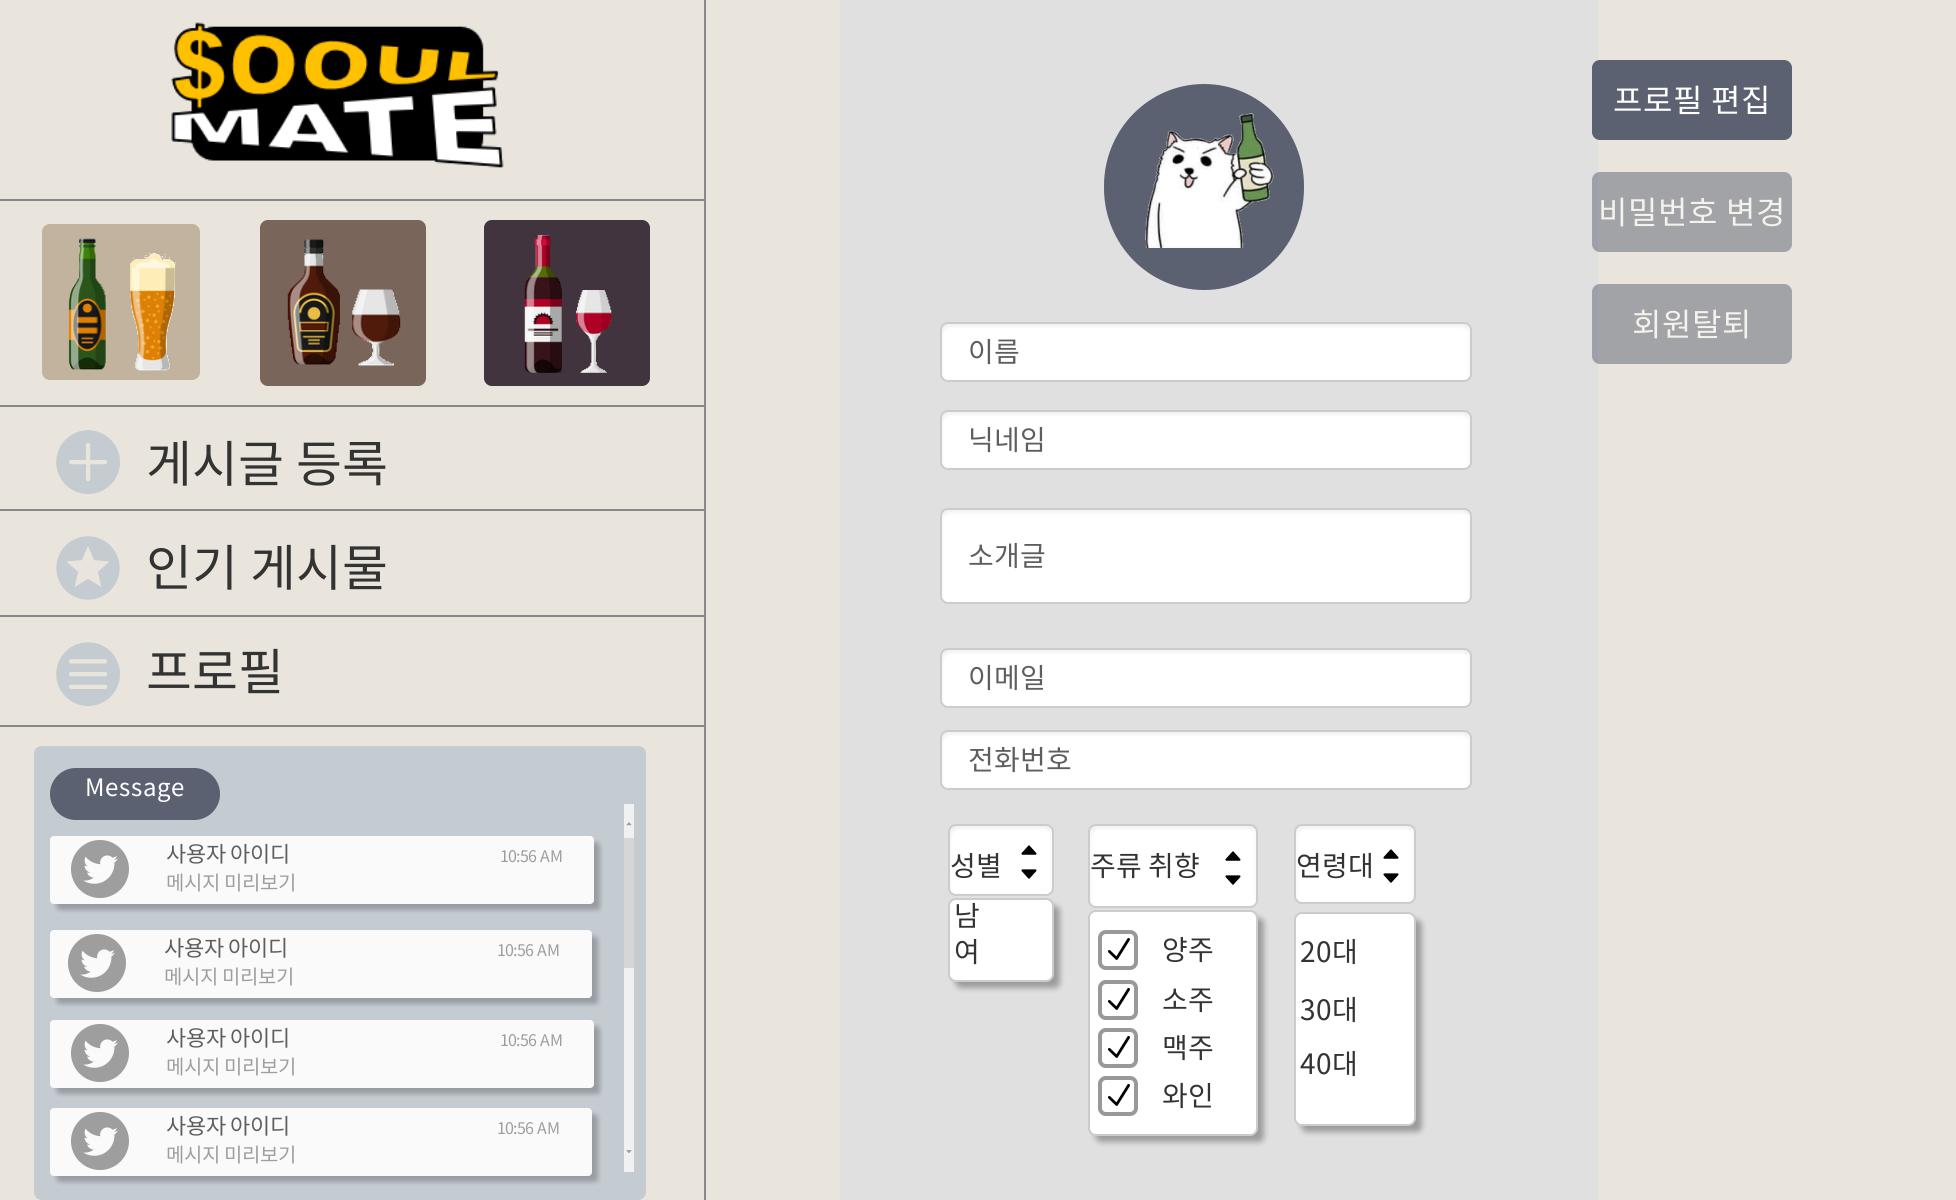 $OOUL
MATE
게시글 등록
인기 게시물
프로필
Message
사용자 아이디
10:56 AM
메시지 미리보기
사용자 아이디
10:56 AM
메시지 미리보기
사용자 아이디
10:56 AM
메시지 미리보기
사용자 아이디
10:56 AM
메시지 미리보기
이름
닉네임
소개글
이메일
전화번호
성별
남
여
주류 취향
양주
소주
맥주
와인
연령대
20대
30대
40대
프로필 편집
비밀번호 변경
회원탈퇴